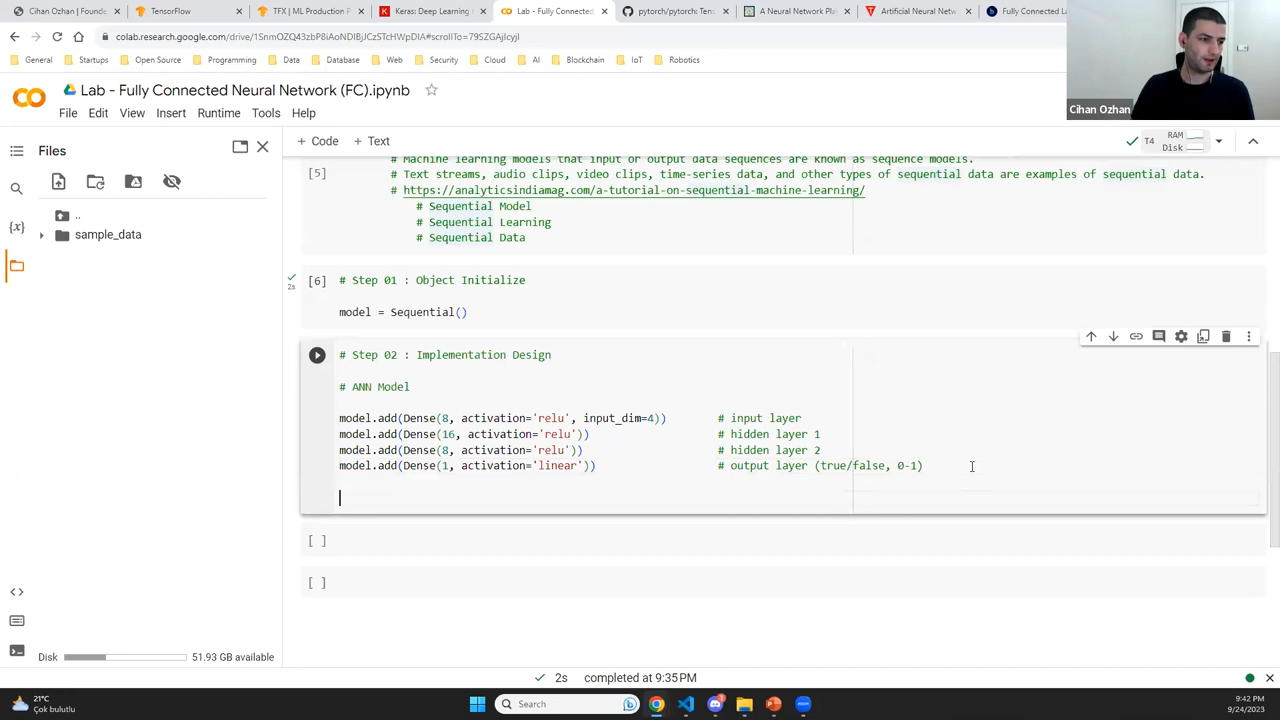 Cihan Ozhan | Founde
TensorFlow
TFX | ML Production P
Keras: Deep Learning f
Lab - Fully Connected
pytorch/pytorch: Tens
A Neural Network Pla
Artificial Neural Netw
Fully Connected La
colab.research.google.com/drive/1SnmOZQ43zbP8iAoNDIBjJCzSTcHWpDIA#scrollTo=79SZGAjIcyjl
General
Startups
Open Source
Programming
Data
Database
Web
Security
Cloud
AI
Blockchain
IoT
Robotics
Lab - Fully Connected Neural Network (FC).ipynb
File Edit View Insert Runtime Tools Help
Cihan Ozhan
Files
+ Code + Text
T4
RAM
Disk
..
sample_data
# Machine learning models that input or output data sequences are known as sequence models.
[5]
# Text streams, audio clips, video clips, time-series data, and other types of sequential data are examples of sequential data.
# https://analyticsindiamag.com/a-tutorial-on-sequential-machine-learning/
# Sequential Model
# Sequential Learning
# Sequential Data
2s
[6]
# Step 01 : Object Initialize
model = Sequential()
# Step 02 : Implementation Design
# ANN Model
model.add(Dense(8, activation='relu', input_dim=4)) # input layer
model.add(Dense(16, activation='relu')) # hidden layer 1
model.add(Dense(8, activation='relu')) # hidden layer 2
model.add(Dense(1, activation='linear')) # output layer (true/false, 0-1)
[ ]
[ ]
{x}
Disk
51.93 GB available
2s completed at 9:35 PM
21°C
Çok bulutlu
Search
9:42 PM
9/24/2023